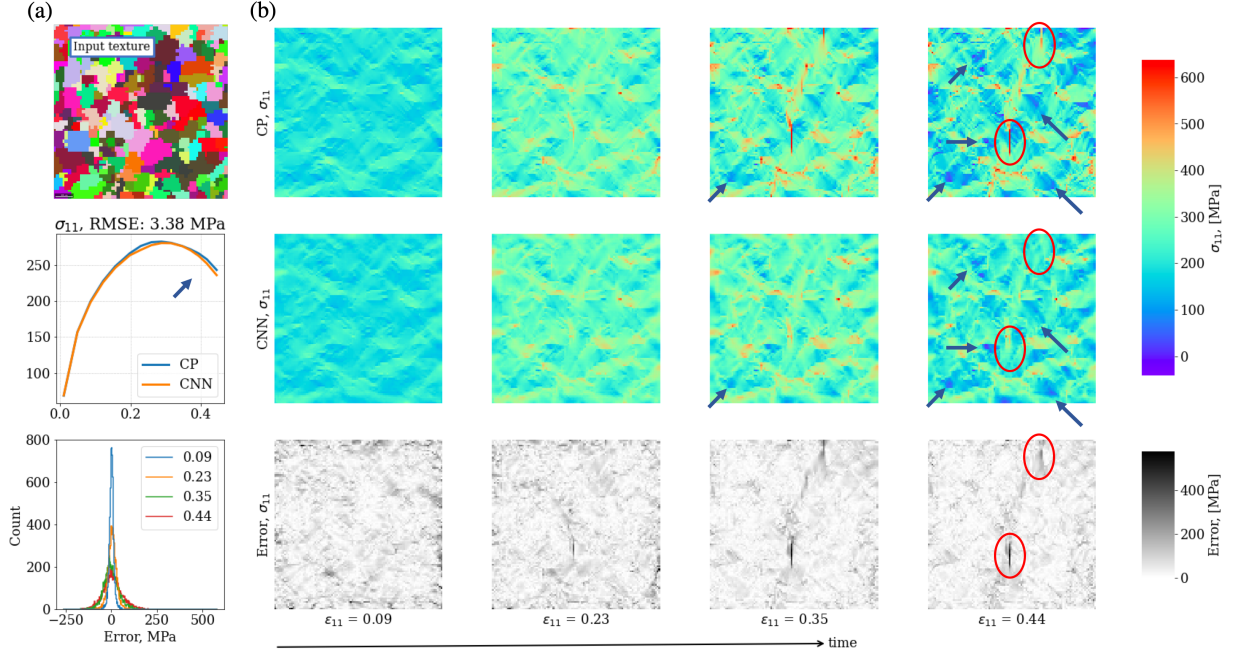 (a)
Input texture
σ11, RMSE: 3.38 MPa
250
200
150
100
0.0 0.2 0.4
CP
CNN
800
600
400
200
0
Count
0.09
0.23
0.35
0.44
−250 0 250 500
Error, MPa
(b)
CP, σ11
CNN, σ11
Error, σ11
ε11 = 0.09 ε11 = 0.23 ε11 = 0.35 ε11 = 0.44
time
600
500
400
300
200
100
0
σ11, [MPa]
400
200
0
Error, [MPa]